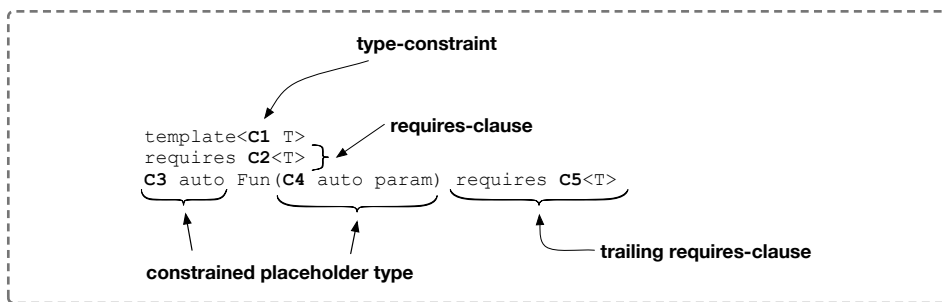 type-constraint
requires-clause
template<C1 T>
requires C2<T>
C3 auto Fun(C4 auto param) requires C5<T>
trailing requires-clause
constrained placeholder type